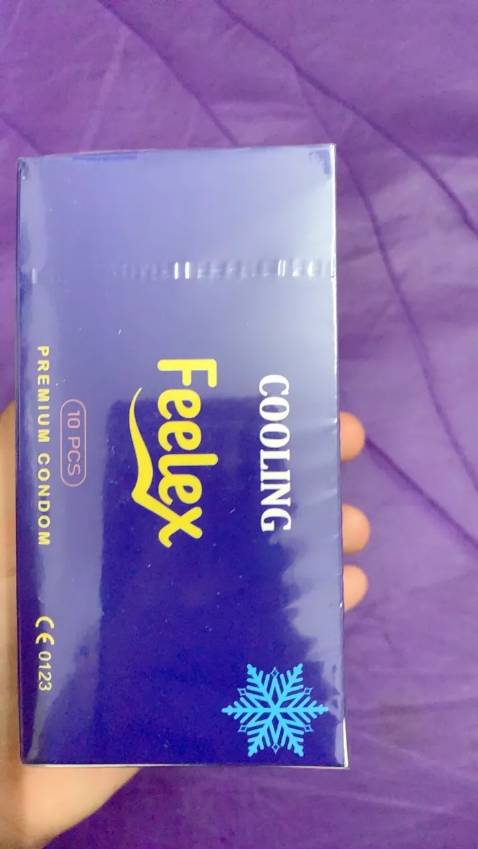 COOLING
Feelex
10 PCS
PREMIUM CONDOM
CE 0123